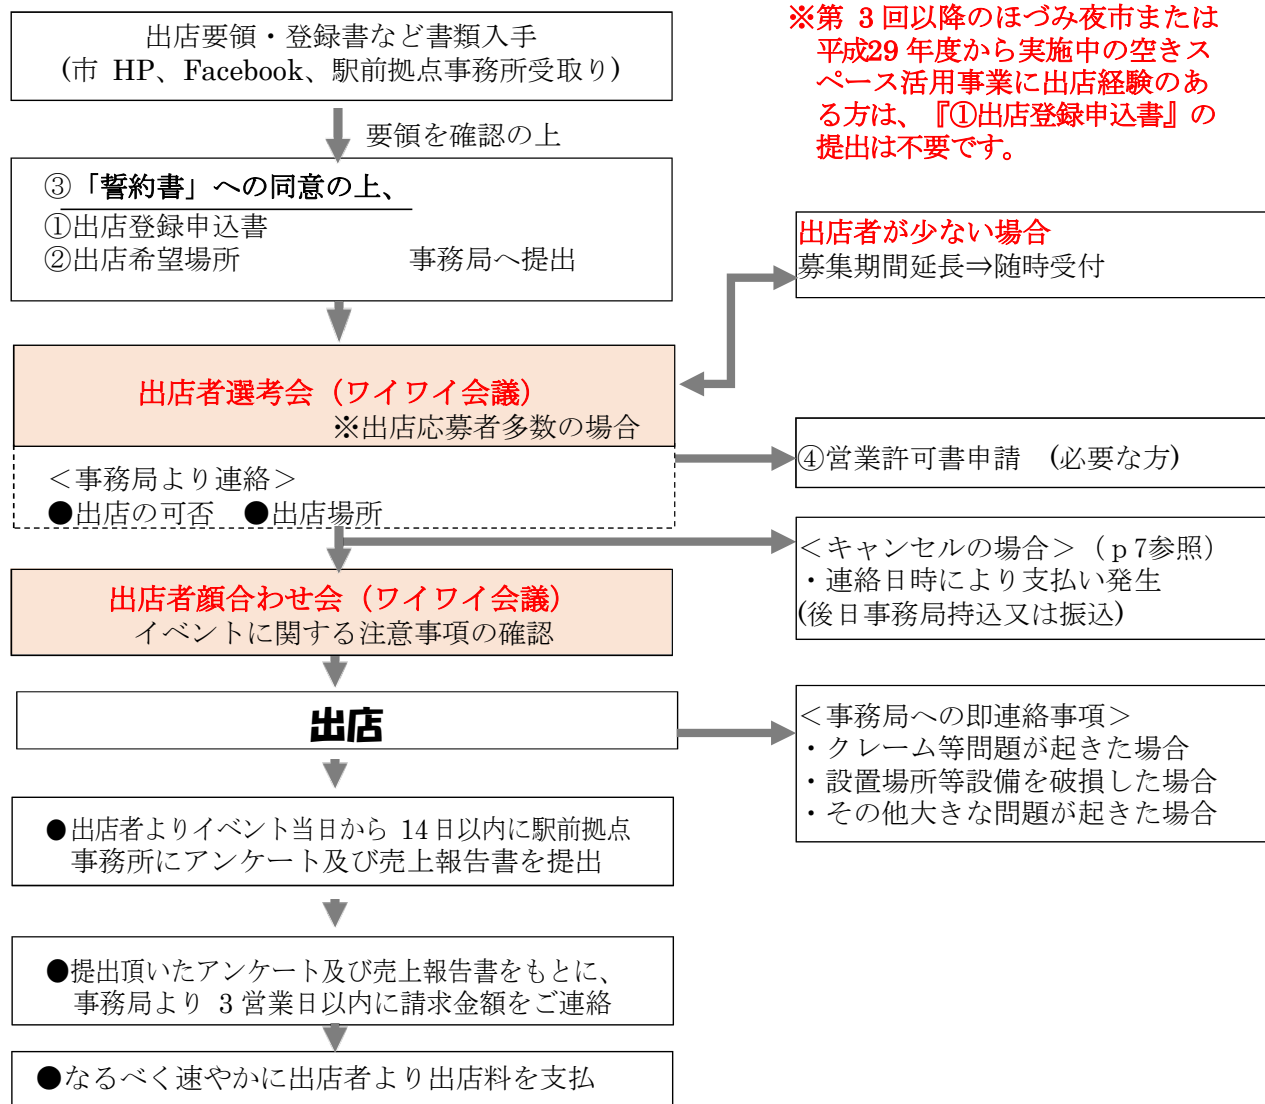 出店要領・登録書など書類入手
(市 HP、Facebook、駅前拠点事務所受取り)
要領を確認の上
※第 3 回以降のほづみ夜市または
平成29 年度から実施中の空きス
ペース活用事業に出店経験のあ
る方は、『①出店登録申込書』の
提出は不要です。
③「誓約書」への同意の上、
①出店登録申込書
②出店希望場所 事務局へ提出
出店者が少ない場合
募集期間延長⇒随時受付
出店者選考会（ワイワイ会議）
※出店応募者多数の場合
＜事務局より連絡＞
●出店の可否 ●出店場所
④営業許可書申請 (必要な方)
＜キャンセルの場合＞（p 7参照）
・連絡日時により支払い発生
(後日事務局持込又は振込)
出店者顔合わせ会（ワイワイ会議）
イベントに関する注意事項の確認
出店
＜事務局への即連絡事項＞
・クレーム等問題が起きた場合
・設置場所等設備を破損した場合
・その他大きな問題が起きた場合
●出店者よりイベント当日から 14日以内に駅前拠点
事務所にアンケート及び売上報告書を提出
●提出頂いたアンケート及び売上報告書をもとに、
事務局より 3 営業日以内に請求金額をご連絡
●なるべく速やかに出店者より出店料を支払